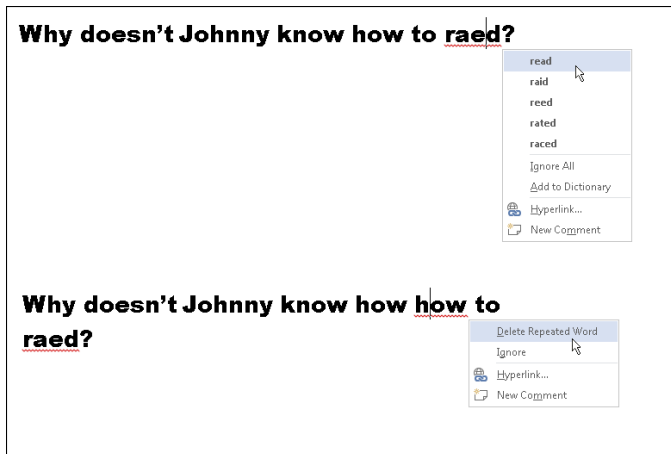 Why doesn't Johnny know how to raed?
read
raid
reed
rated
raced
Ignore All
Add to Dictionary
Hyperlink...
New Comment
Why doesn't Johnny know how how to
raed?
Delete Repeated Word
Ignore
Hyperlink...
New Comment